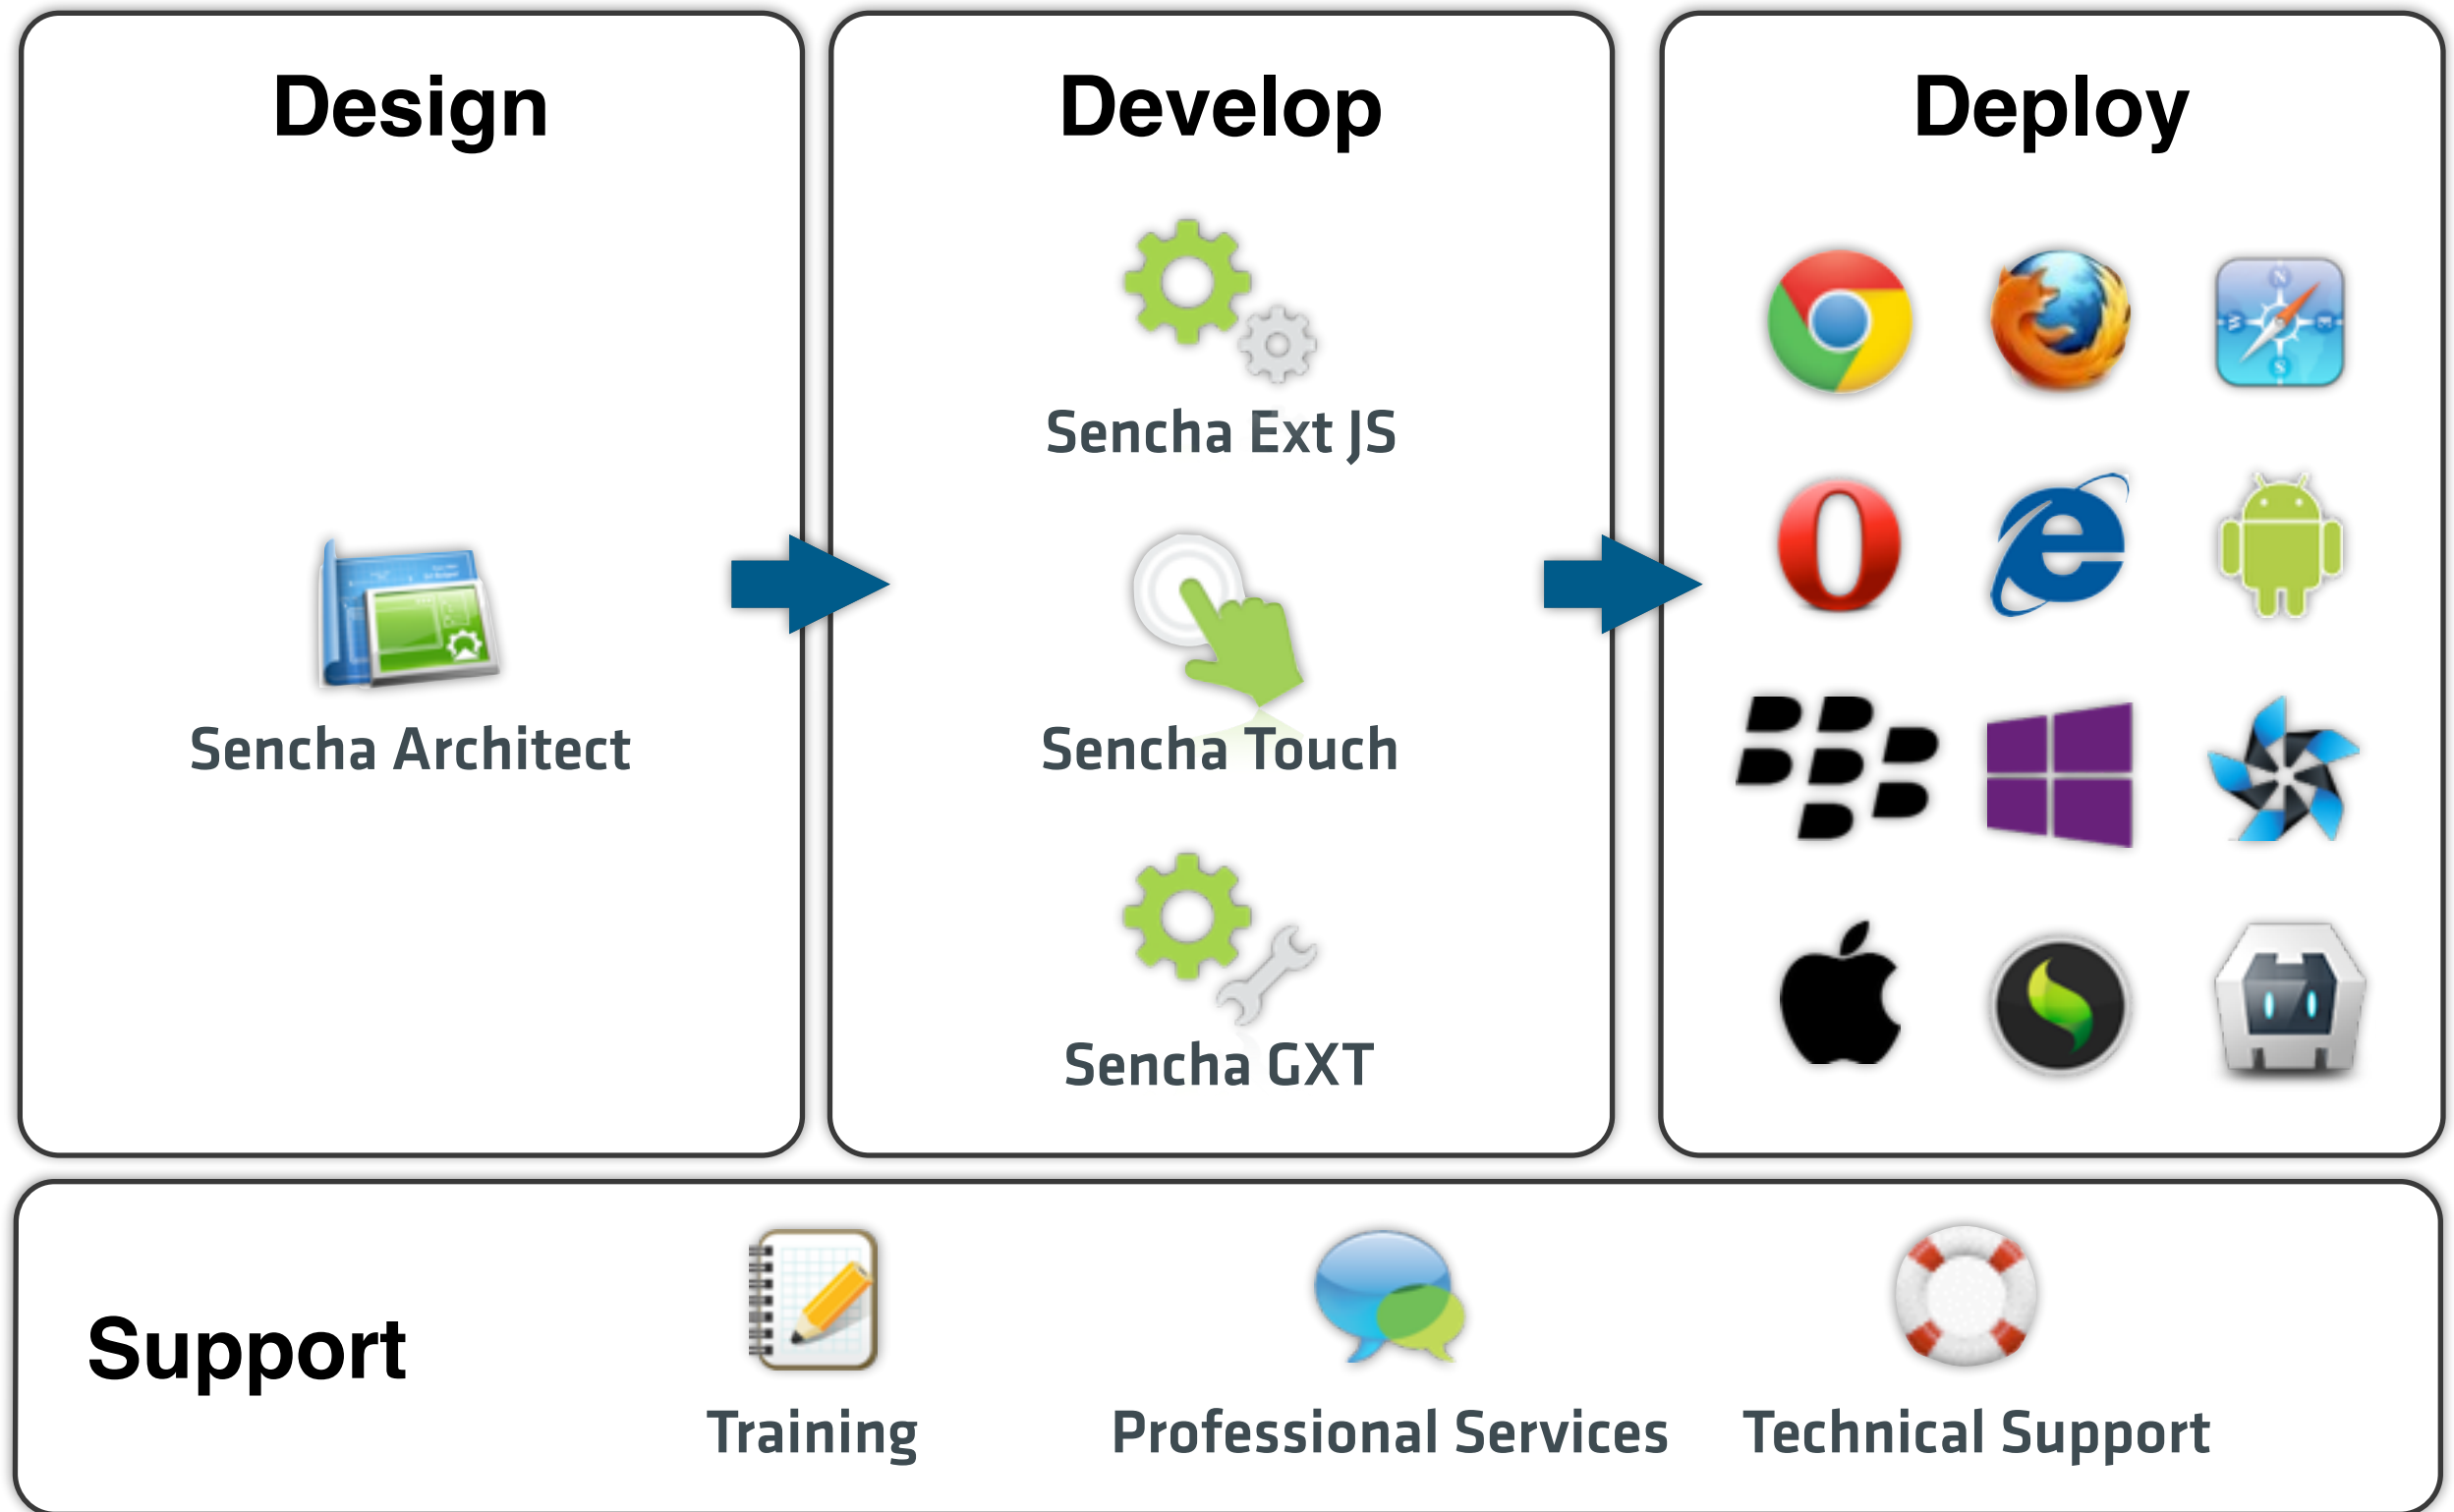 Design
Develop
Deploy
Sencha Architect
Sencha Ext JS
Sencha Touch
Sencha GXT
N
W
S
Support
Training
Professional Services
Technical Support